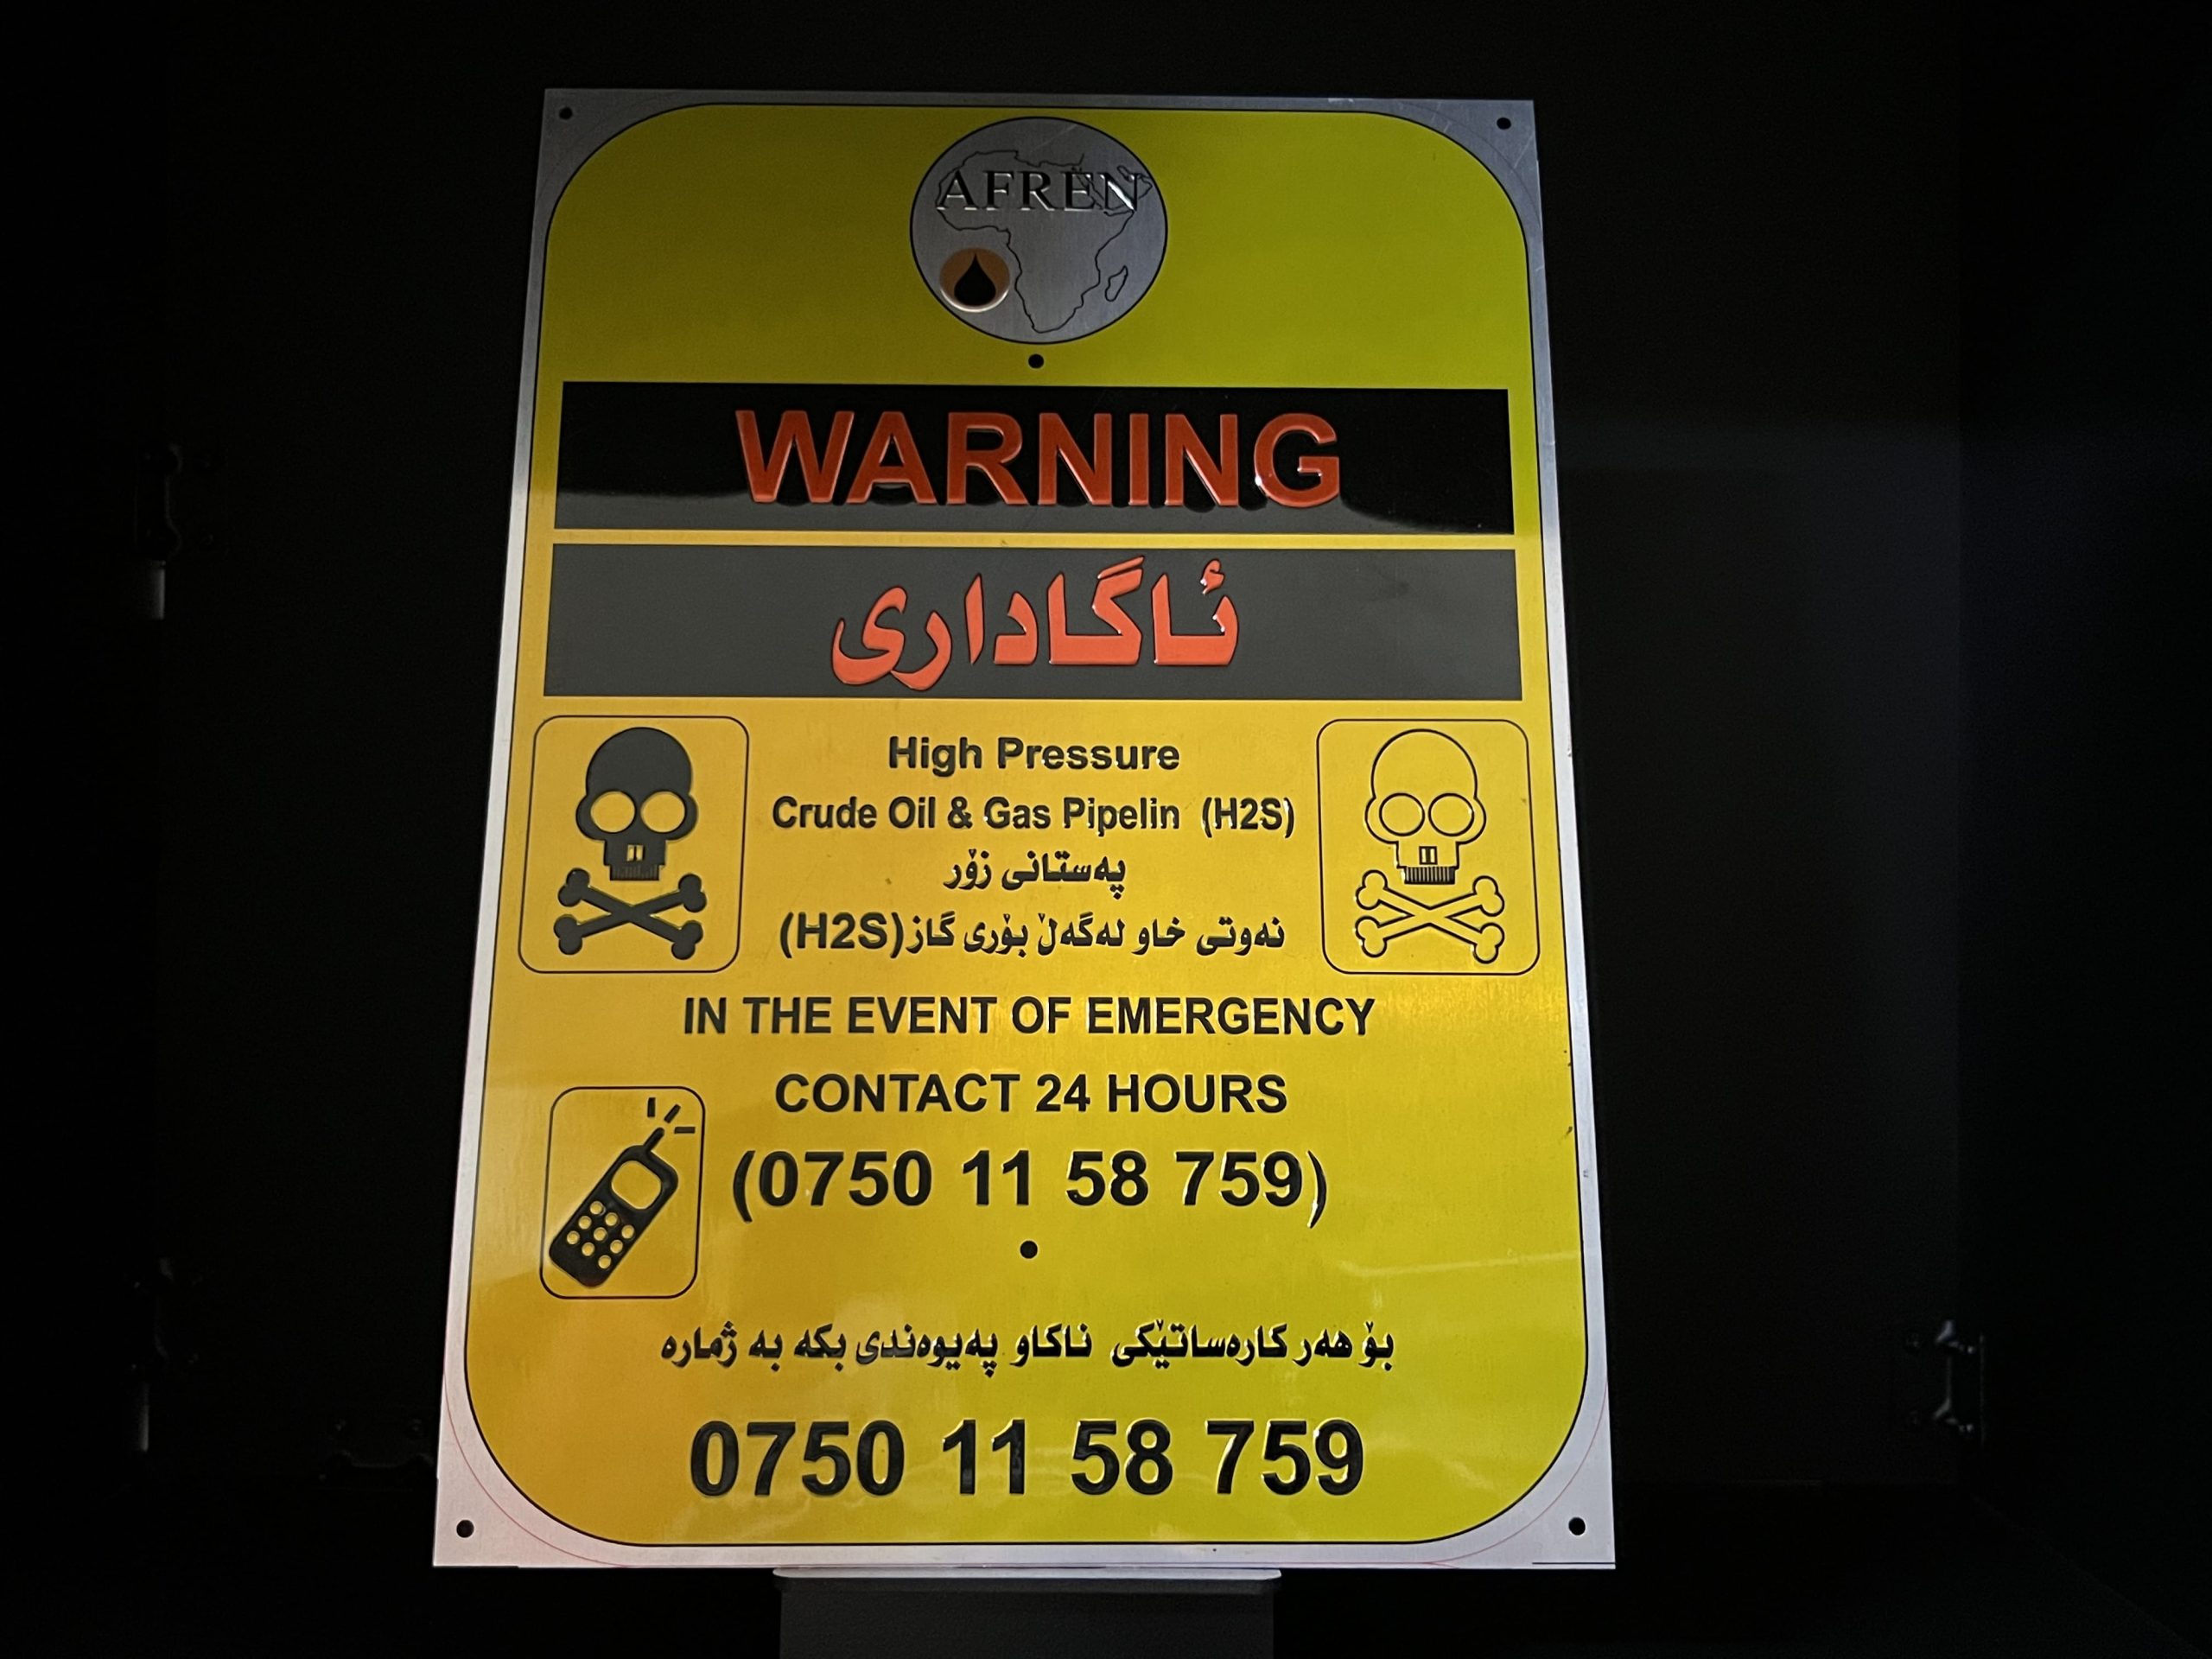 AFREN
WARNING
ئاگاداری
High Pressure
Crude Oil & Gas Pipelin (H2S)
پەستانی زۆر
نەوتی خاو لەگەڵ بۆری گاز(H2S)
IN THE EVENT OF EMERGENCY
CONTACT 24 HOURS
(0750 11 58 759)
بۆ هەر کارەساتێکی ناکاو پەیوەندی بکە بە ژمارە
0750 11 58 759